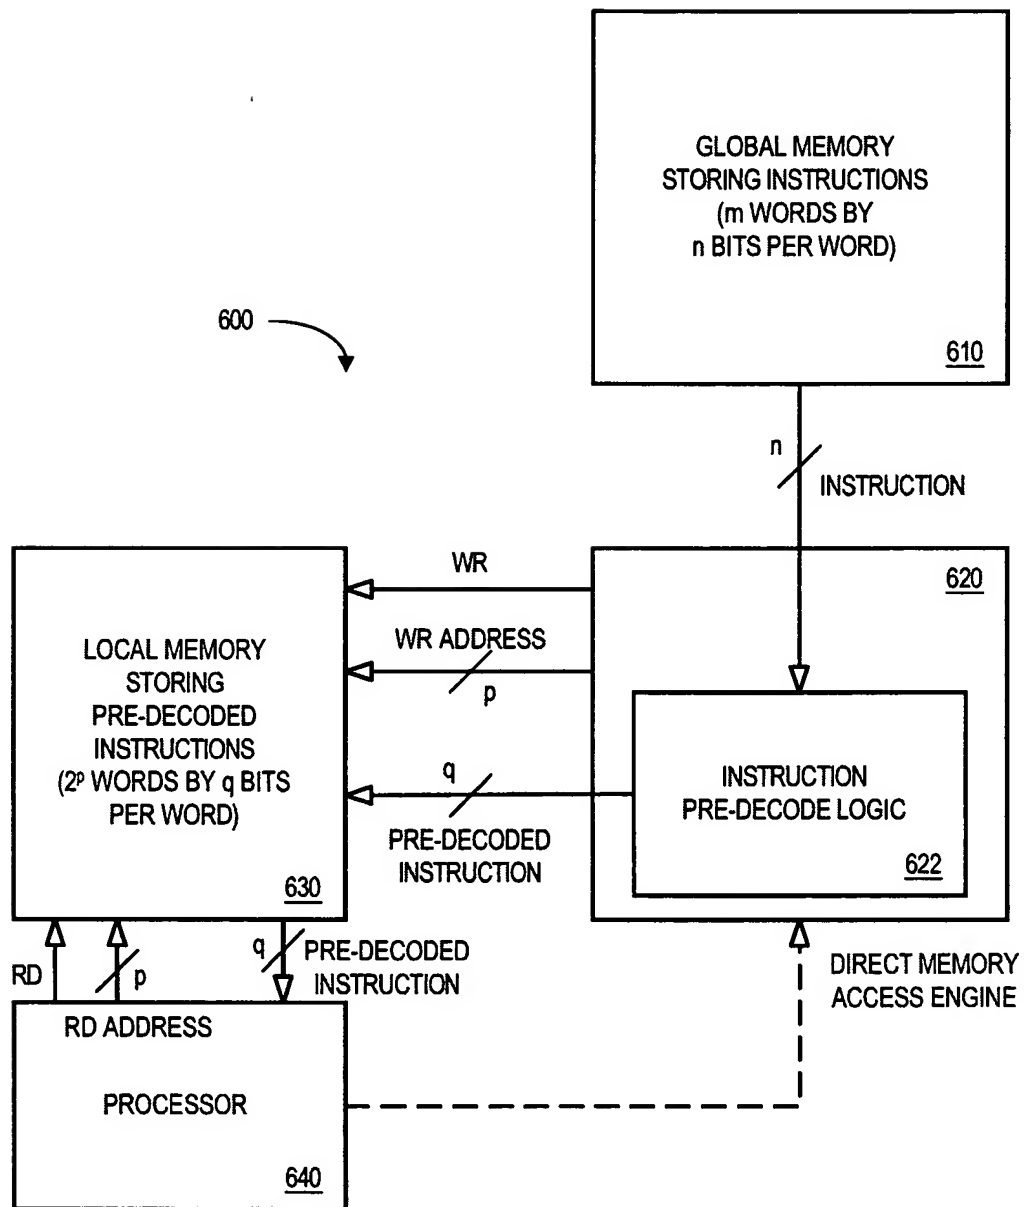 GLOBAL MEMORY
STORING INSTRUCTIONS
(m WORDS BY
n BITS PER WORD)
610
600
n
INSTRUCTION
620
WR
WR ADDRESS
p
LOCAL MEMORY
STORING
PRE-DECODED
INSTRUCTIONS
(2ᵖ WORDS BY q BITS
PER WORD)
630
q
PRE-DECODED
INSTRUCTION
INSTRUCTION
PRE-DECODE LOGIC
622
RD
p
q
PRE-DECODED
INSTRUCTION
DIRECT MEMORY
ACCESS ENGINE
RD ADDRESS
PROCESSOR
640